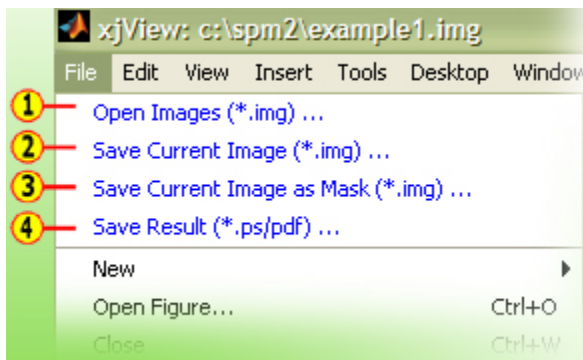 xjView: c:\spm2\example1.img
File Edit View Insert Tools Desktop Window
1 Open Images (*.img) ...
2 Save Current Image (*.img) ...
3 Save Current Image as Mask (*.img) ...
4 Save Result (*.ps/pdf) ...
New
Open Figure... Ctrl+O
Close Ctrl+W